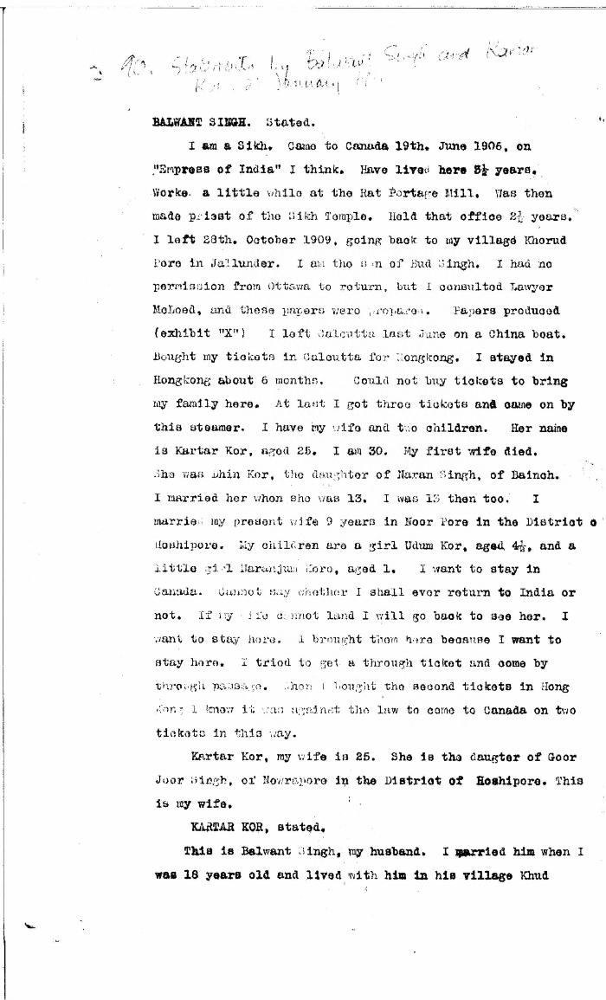 90. Statements by Balwant Singh and Kartar
Kor. January
BALWANT SINGH. Stated.
I am a Sikh. Came to Canada 19th. June 1906, on
"Empress of India" I think. Have lived here 3½ years.
Worked a little while at the Rat Portage Mill. Was then
made priest of the Sikh Temple. Held that office 2½ years.
I left 28th. October 1909, going back to my village Khorud
Pore in Jallunder. I am the son of Bud Singh. I had no
permission from Ottawa to return, but I consulted Lawyer
McLoed, and these papers were prepared. Papers produced
(exhibit "X") I left Calcutta last June on a China boat.
Bought my tickets in Calcutta for Hongkong. I stayed in
Hongkong about 6 months. Could not buy tickets to bring
my family here. At last I got three tickets and came on by
this steamer. I have my wife and two children. Her name
is Kartar Kor, aged 25. I am 30. My first wife died.
She was Dhin Kor, the daughter of Naran Singh, of Bainch.
I married her when she was 13. I was 13 then too. I
married my present wife 9 years in Noor Pore in the District o
Hoshipore. My children are a girl Udum Kor, aged 4½, and a
little girl Naranjum Kore, aged 1. I want to stay in
Canada. Cannot say whether I shall ever return to India or
not. If my wife cannot land I will go back to see her. I
want to stay here. I brought them here because I want to
stay here. I tried to get a through ticket and come by
through passage. When I bought the second tickets in Hong
Kong I knew it was against the law to come to Canada on two
tickets in this way.
Kartar Kor, my wife is 25. She is the daugter of Goor
Joor Singh, of Nowrapore in the District of Hoshipore. This
is my wife.
KARTAR KOR, stated.
This is Balwant Singh, my husband. I married him when I
was 18 years old and lived with him in his village Khud